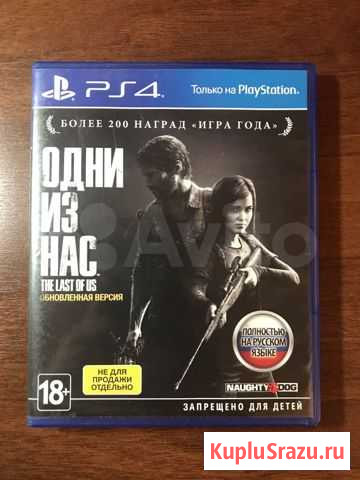 PS4
Только на PlayStation®
БОЛЕЕ 200 НАГРАД «ИГРА ГОДА»
ОДНИ
ИЗ
НАС
THE LAST OF US
ОБНОВЛЕННАЯ ВЕРСИЯ
Avito
ПОЛНОСТЬЮ
НА РУССКОМ
ЯЗЫКЕ
НЕ ДЛЯ
ПРОДАЖИ
ОТДЕЛЬНО
18+
NAUGHTY DOG
ЗАПРЕЩЕНО ДЛЯ ДЕТЕЙ
KupluSrazu.ru